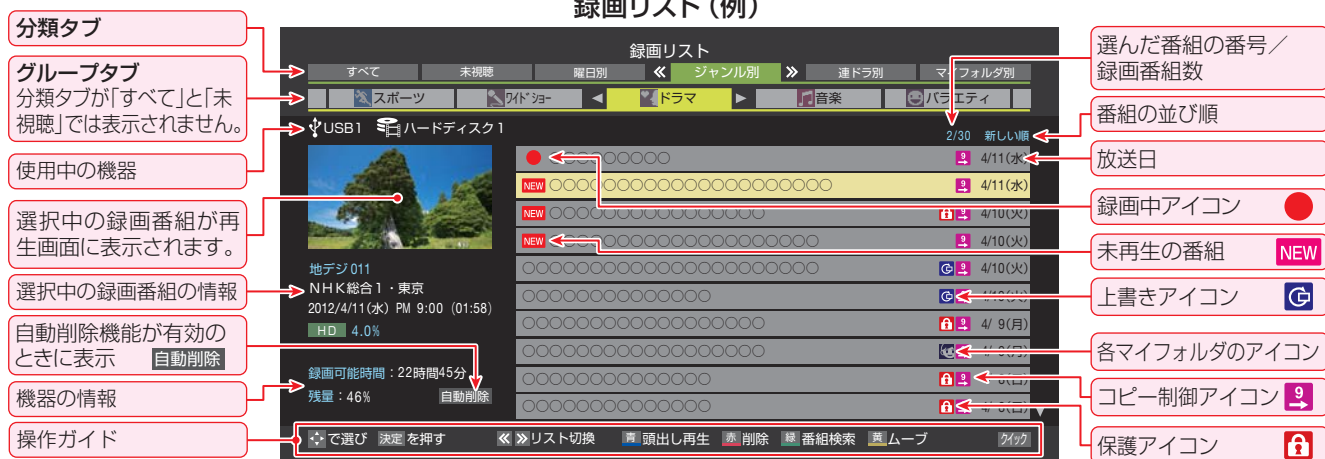 録画リスト（例）
分類タブ
グループタブ
分類タブが「すべて」と「未
視聴」では表示されません。
使用中の機器
選択中の録画番組が再
生画面に表示されます。
選択中の録画番組の情報
自動削除機能が有効の
ときに表示 自動削除
機器の情報
操作ガイド
録画リスト
すべて 未視聴 曜日別 ≪ ジャンル別 ≫ 連ドラ別 マイフォルダ別
スポーツ ワイドショー ◀ ドラマ ▶ 音楽 バラエティ
USB1 ハードディスク1
2/30 新しい順
○○○○○○○○○ 9 4/11(水)
NEW ○○○○○○○○○○○○○○○○○○○○○ 9 4/11(水)
NEW ○○○○○○○○○○○○○○○○ 9 4/10(火)
NEW ○○○○○○○○○○○○○○○○○○○○ 9 4/10(火)
○○○○○○○○○○○○○○○○○○○○○○ G 9 4/10(火)
○○○○○○○○○○○○○○ G
○○○○○○○○○○○○○○○○○○ 9 4/ 9(月)
○○○○○○○○○○○○○○○○○○
○○○○○○○○○○○○○○ 9
○○○○○○○○○○○○○○
地デジ 011
NHK総合1・東京
2012/4/11(水) PM 9:00 (01:58)
HD 4.0%
録画可能時間：22時間45分
残量：46% 自動削除
で選び 決定 を押す ≪ ≫ リスト切換 青 頭出し再生 赤 削除 緑 番組検索 黄 ムーブ クイック
選んだ番組の番号／
録画番組数
番組の並び順
放送日
録画中アイコン
未再生の番組 NEW
上書きアイコン G
各マイフォルダのアイコン
コピー制御アイコン 9
保護アイコン